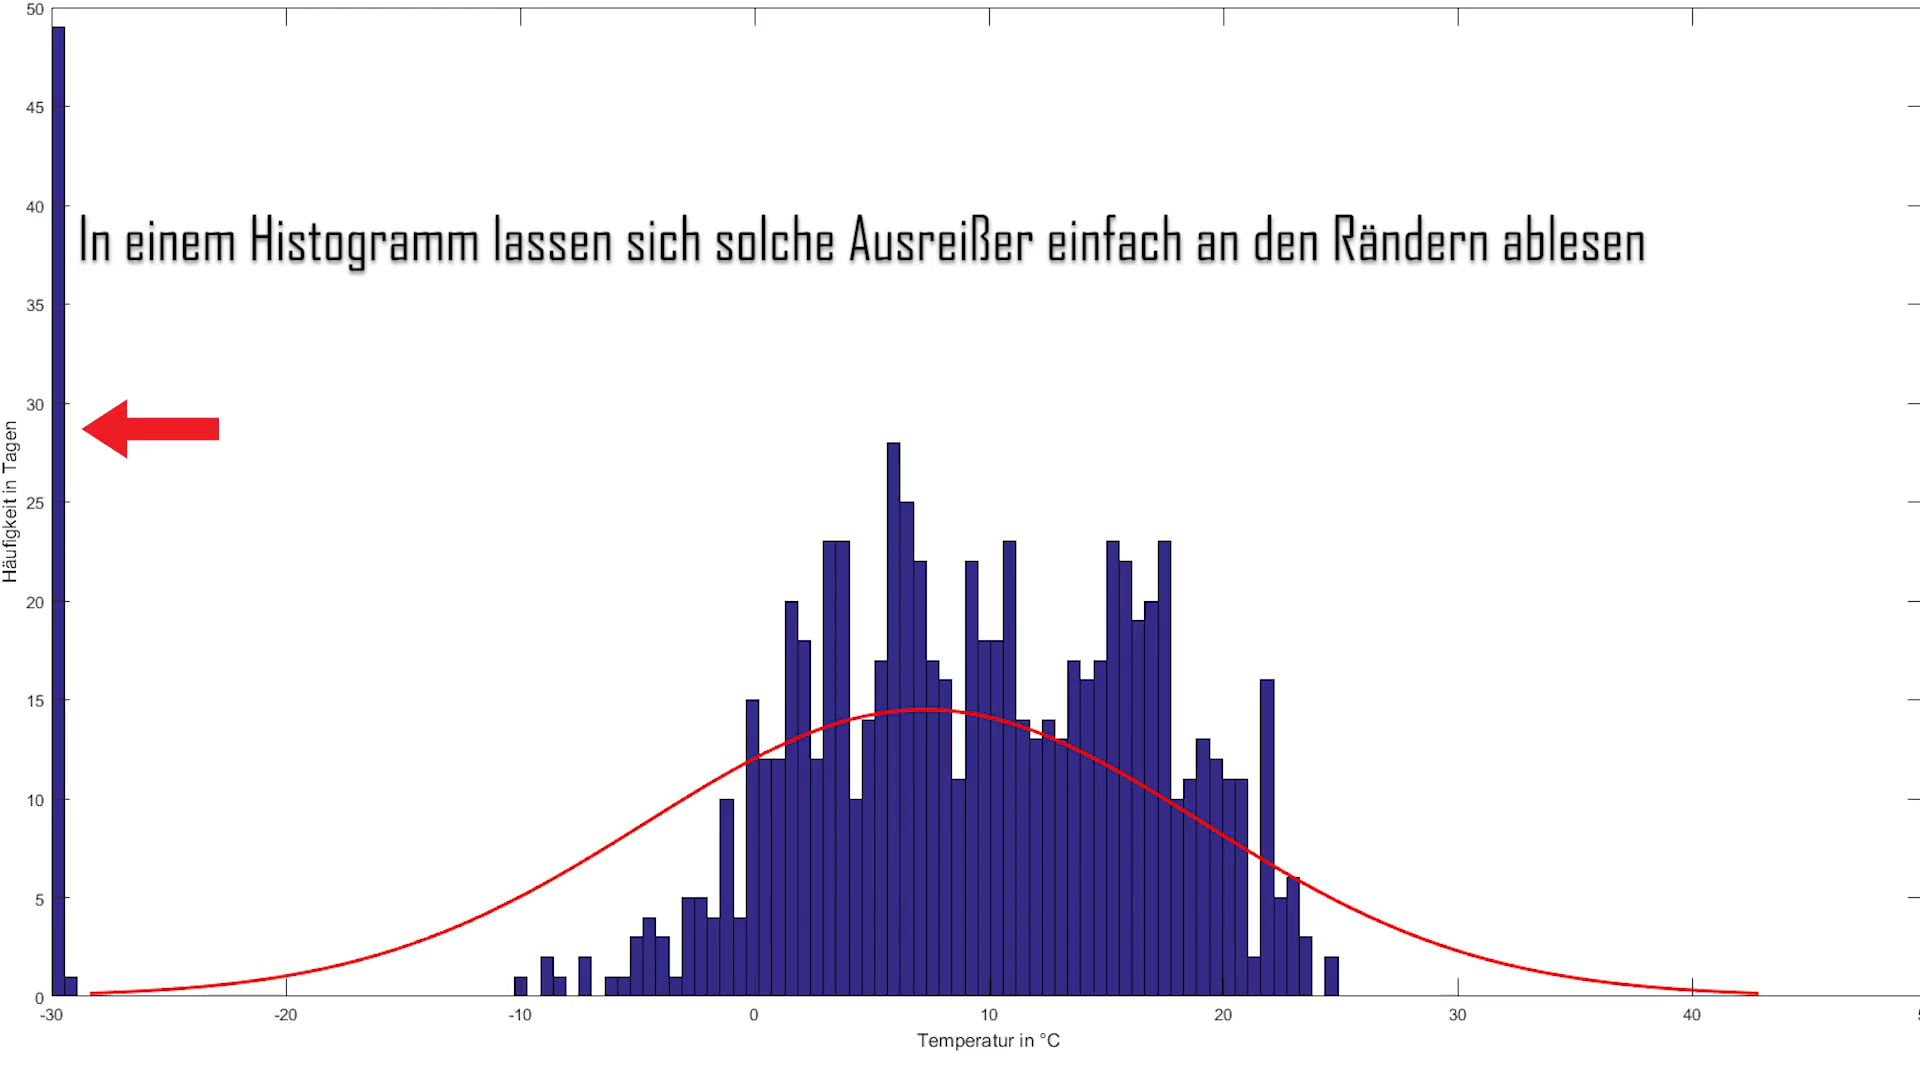 50
45
40
In einem Histogramm lassen sich solche Ausreißer einfach an den Rändern ablesen
35
30
25
20
15
10
5
0
Häufigkeit in Tagen
-30 -20 -10 0 10 20 30 40
Temperatur in °C